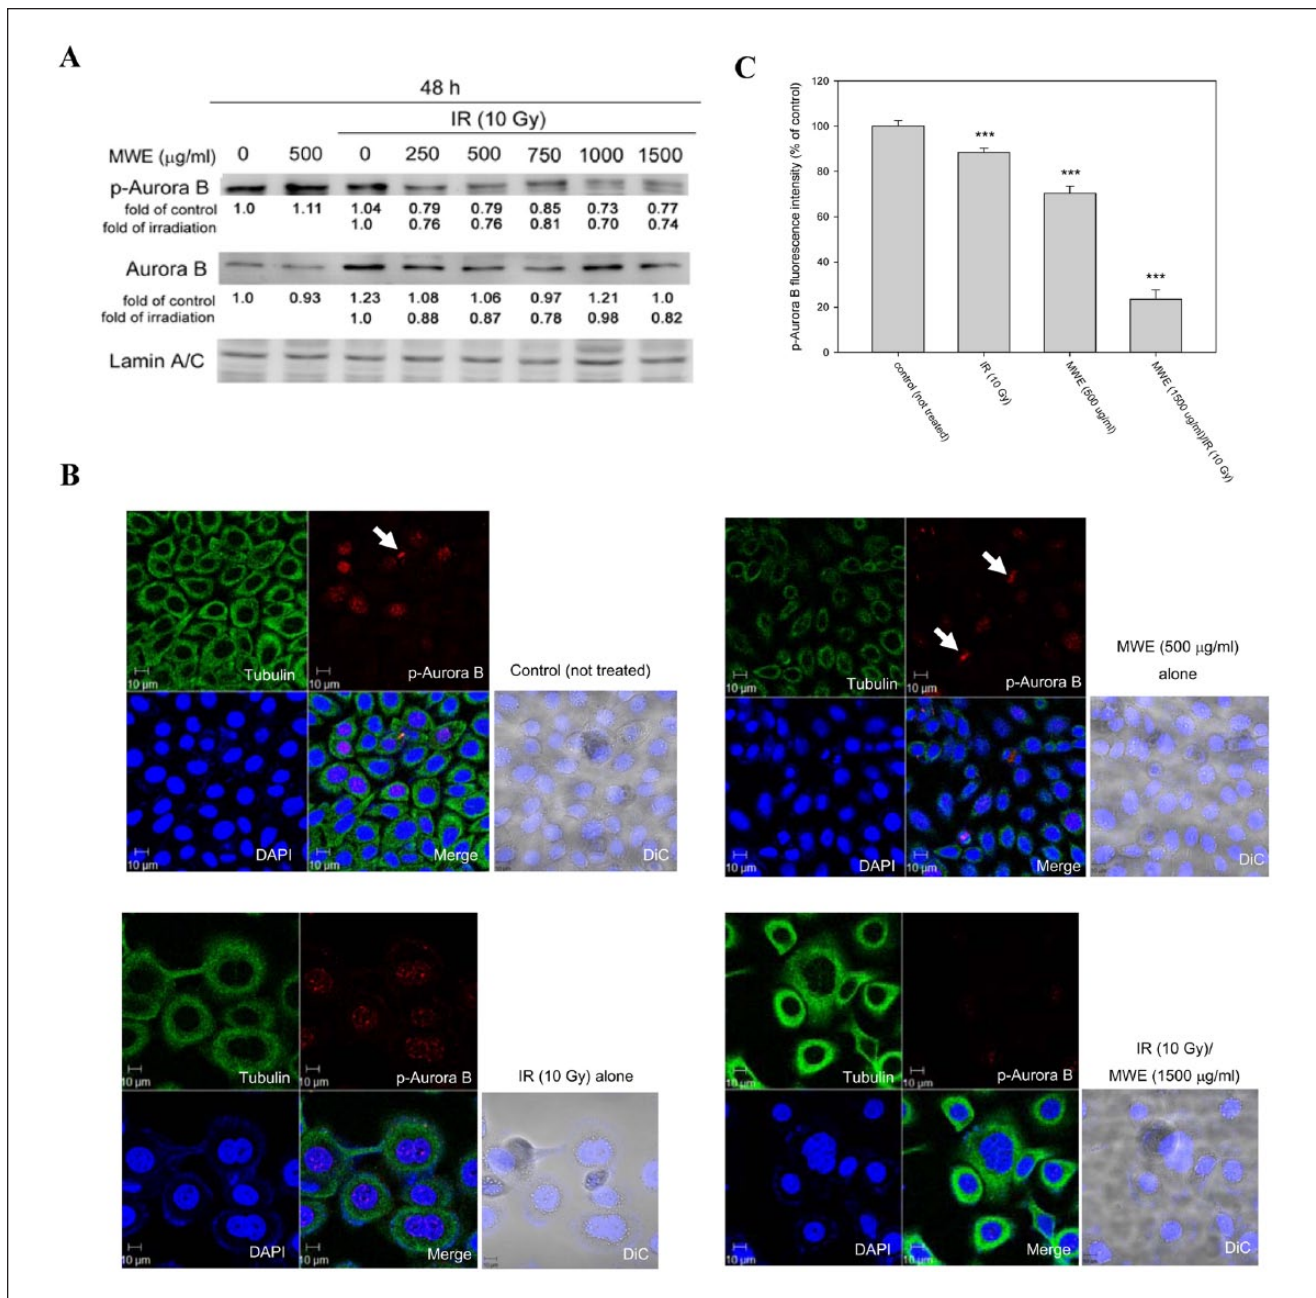 A
48 h
IR (10 Gy)
MWE (μg/ml) 0 500 0 250 500 750 1000 1500
p-Aurora B
fold of control 1.0 1.11 1.04 0.79 0.79 0.85 0.73 0.77
fold of irradiation 1.0 0.76 0.76 0.81 0.70 0.74
Aurora B
fold of control 1.0 0.93 1.23 1.08 1.06 0.97 1.21 1.0
fold of irradiation 1.0 0.88 0.87 0.78 0.98 0.82
Lamin A/C
C
p-Aurora B fluorescence intensity (% of control)
120
100
80
60
40
20
0
***
***
***
control (not treated)
IR (10 Gy)
MWE (500 ug/ml)
MWE (1500 ug/ml)/IR (10 Gy)
B
10 μm Tubulin
10 μm p-Aurora B
Control (not treated)
10 μm DAPI
10 μm Merge
DiC
10 μm Tubulin
10 μm p-Aurora B
MWE (500 μg/ml)
alone
10 μm DAPI
10 μm Merge
DiC
10 μm Tubulin
10 μm p-Aurora B
IR (10 Gy) alone
10 μm DAPI
10 μm Merge
DiC
10 μm Tubulin
10 μm p-Aurora B
IR (10 Gy)/
MWE (1500 μg/ml)
10 μm DAPI
10 μm Merge
DiC